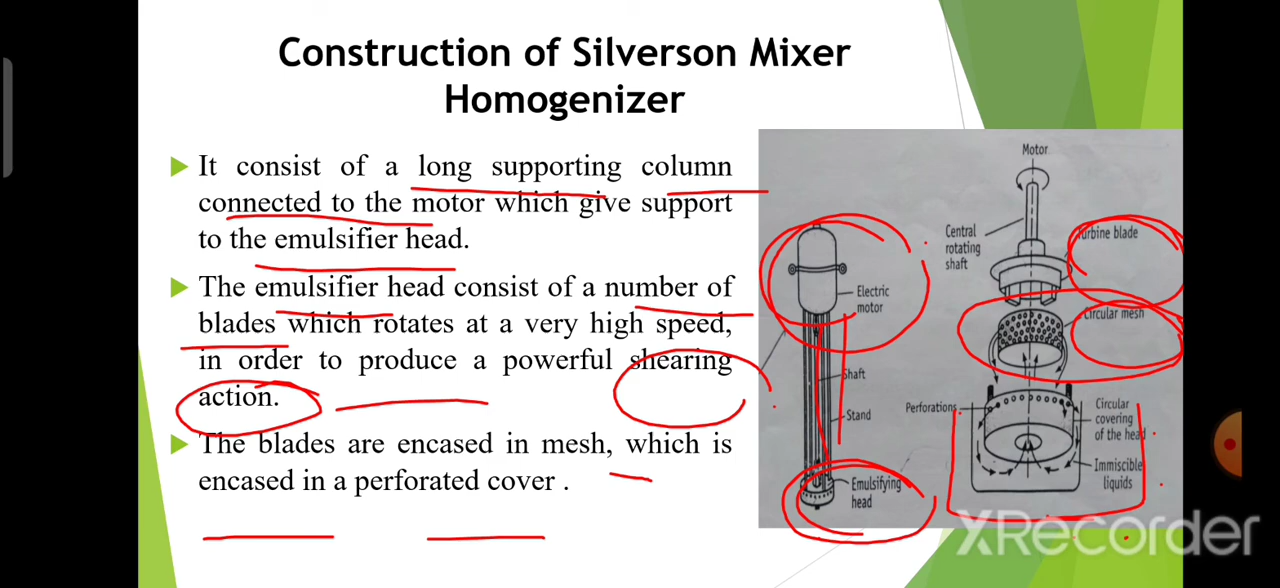 Construction of Silverson Mixer
Homogenizer
It consist of a long supporting column
connected to the motor which give support
to the emulsifier head.
The emulsifier head consist of a number of
blades which rotates at a very high speed,
in order to produce a powerful shearing
action.
The blades are encased in mesh, which is
encased in a perforated cover .
Motor
Central
rotating
shaft
Turbine blade
Circular mesh
Electric
motor
Shaft
Stand
Emulsifying
head
Perforations
Circular
covering
of the head
Immiscible
liquids
XRecorder